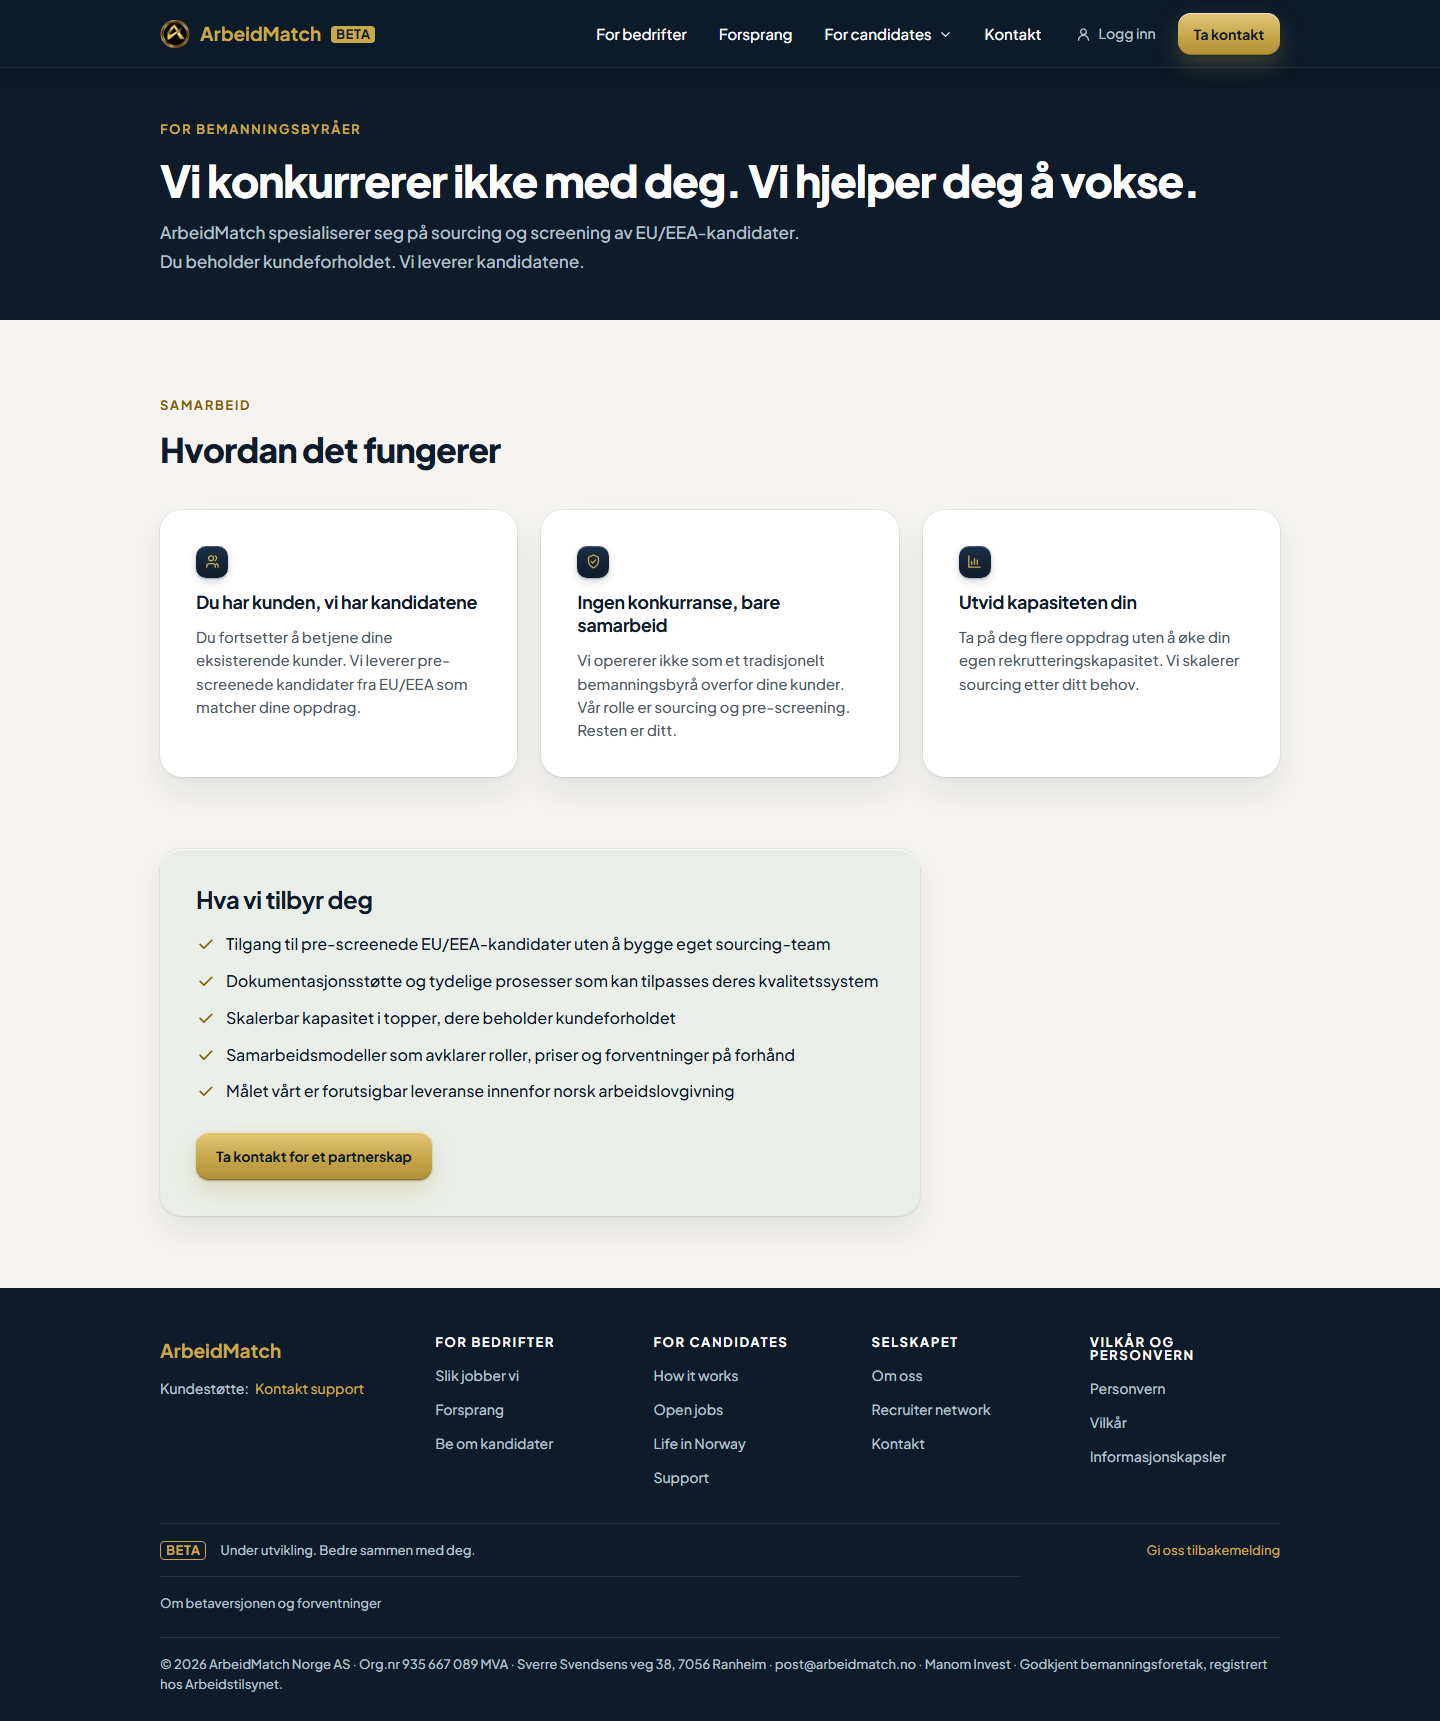 ArbeidMatch BETA
For bedrifter
Forsprang
For candidates
Kontakt
Logg inn
Ta kontakt
FOR BEMANNINGSBYRÅER
Vi konkurrerer ikke med deg. Vi hjelper deg å vokse.
ArbeidMatch spesialiserer seg på sourcing og screening av EU/EEA-kandidater.
Du beholder kundeforholdet. Vi leverer kandidatene.
SAMARBEID
Hvordan det fungerer
Du har kunden, vi har kandidatene
Du fortsetter å betjene dine
eksisterende kunder. Vi leverer pre-
screenede kandidater fra EU/EEA som
matcher dine oppdrag.
Ingen konkurranse, bare
samarbeid
Vi opererer ikke som et tradisjonelt
bemanningsbyrå overfor dine kunder.
Vår rolle er sourcing og pre-screening.
Resten er ditt.
Utvid kapasiteten din
Ta på deg flere oppdrag uten å øke din
egen rekrutteringskapasitet. Vi skalerer
sourcing etter ditt behov.
Hva vi tilbyr deg
Tilgang til pre-screenede EU/EEA-kandidater uten å bygge eget sourcing-team
Dokumentasjonsstøtte og tydelige prosesser som kan tilpasses deres kvalitetssystem
Skalerbar kapasitet i topper, dere beholder kundeforholdet
Samarbeidsmodeller som avklarer roller, priser og forventninger på forhånd
Målet vårt er forutsigbar leveranse innenfor norsk arbeidslovgivning
Ta kontakt for et partnerskap
ArbeidMatch
Kundestøtte: Kontakt support
FOR BEDRIFTER
Slik jobber vi
Forsprang
Be om kandidater
FOR CANDIDATES
How it works
Open jobs
Life in Norway
Support
SELSKAPET
Om oss
Recruiter network
Kontakt
VILKÅR OG
PERSONVERN
Personvern
Vilkår
Informasjonskapsler
BETA Under utvikling. Bedre sammen med deg.
Gi oss tilbakemelding
Om betaversjonen og forventninger
© 2026 ArbeidMatch Norge AS · Org.nr 935 667 089 MVA · Sverre Svendsens veg 38, 7056 Ranheim · post@arbeidmatch.no · Manom Invest · Godkjent bemanningsforetak, registrert
hos Arbeidstilsynet.